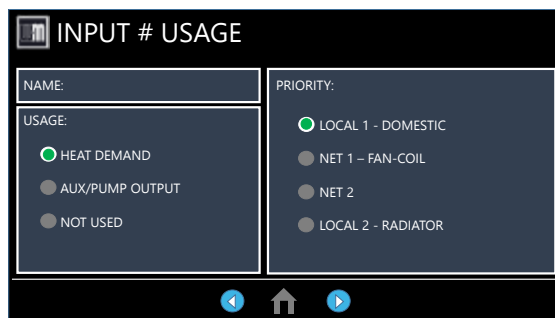 INPUT # USAGE
NAME:
USAGE:
HEAT DEMAND
AUX/PUMP OUTPUT
NOT USED
PRIORITY:
LOCAL 1 - DOMESTIC
NET 1 – FAN-COIL
NET 2
LOCAL 2 - RADIATOR